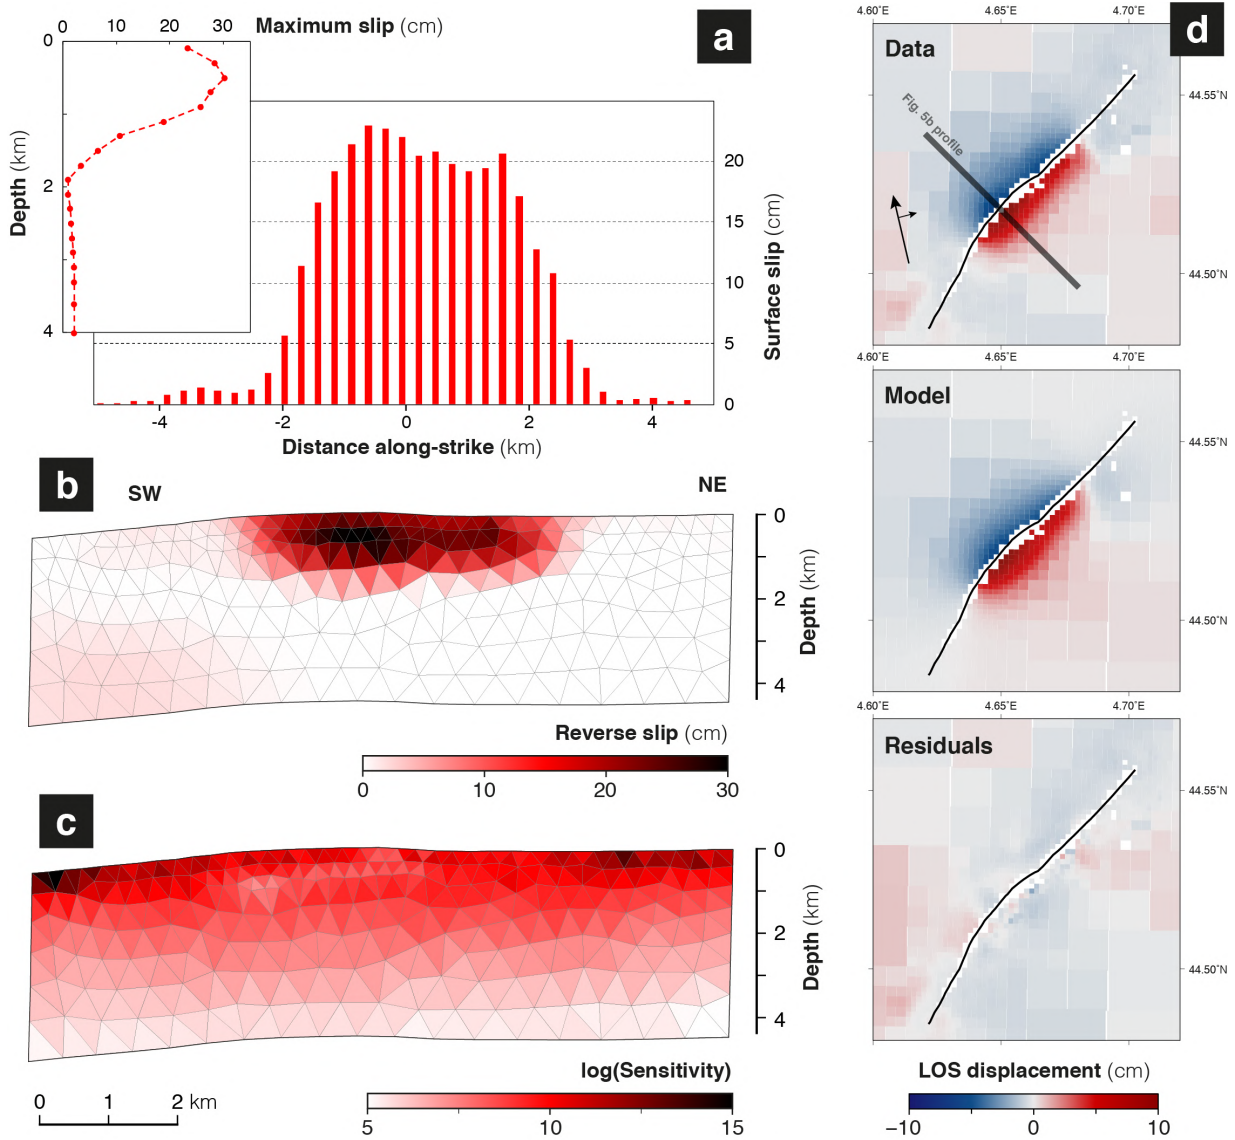 0 10 20 30 Maximum slip (cm)
a
0
2
4
Depth (km)
20
15
10
5
0
Surface slip (cm)
-4 -2 0 2 4
Distance along-strike (km)
b
SW
NE
0
2
4
Depth (km)
Reverse slip (cm)
0 10 20 30
c
0
2
4
Depth (km)
log(Sensitivity)
5 10 15
0 1 2 km
4.60°E 4.65°E 4.70°E
d
Data
Fig. 5b profile
44.55°N
44.50°N
4.60°E 4.65°E 4.70°E
Model
44.55°N
44.50°N
4.60°E 4.65°E 4.70°E
Residuals
44.55°N
44.50°N
LOS displacement (cm)
−10 0 10